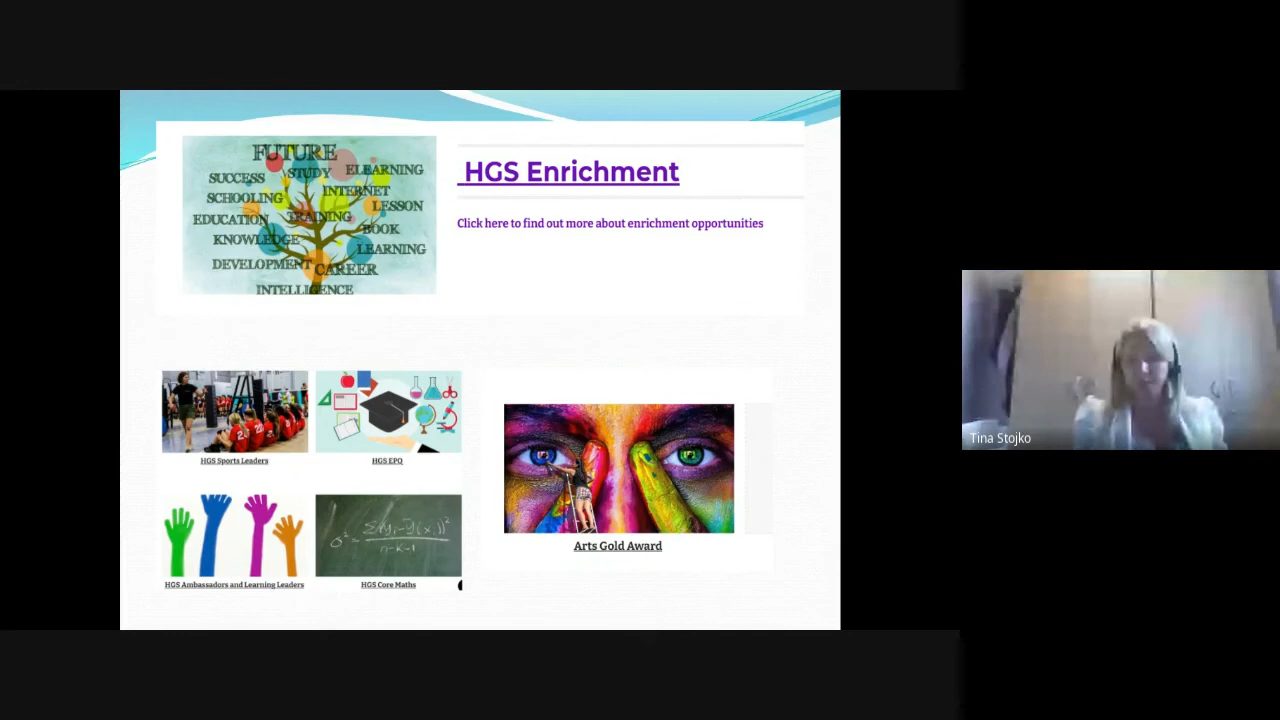 FUTURE
SUCCESS
STUDY
ELEARNING
SCHOOLING
INTERNET
LESSON
EDUCATION
TRAINING
BOOK
KNOWLEDGE
LEARNING
DEVELOPMENT
CAREER
INTELLIGENCE
HGS Enrichment
Click here to find out more about enrichment opportunities
HGS Sports Leaders
HGS EPQ
HGS Ambassadors and Learning Leaders
HGS Core Maths
Arts Gold Award
Tina Stojko